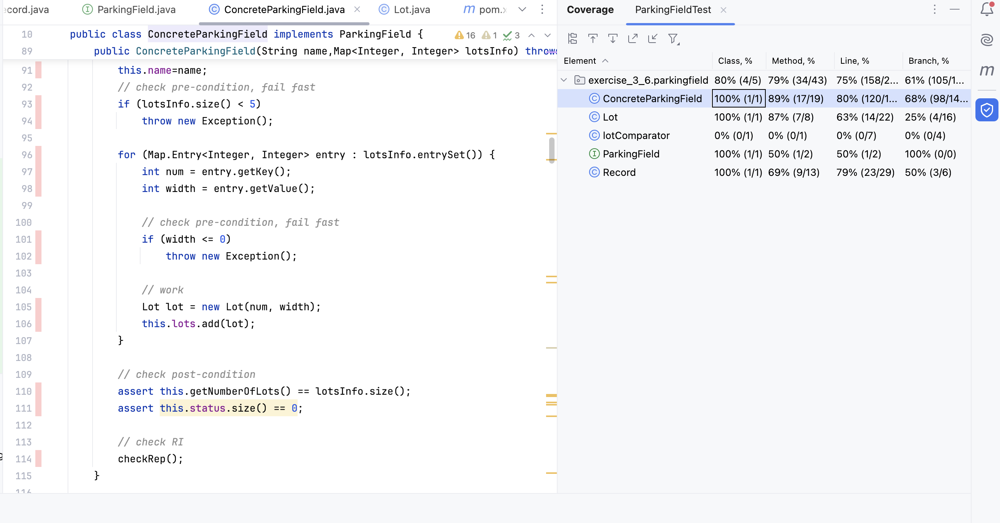 ecord.java ParkingField.java ConcreteParkingField.java Lot.java pom.x
10 public class ConcreteParkingField implements ParkingField { 16 1 3
89 public ConcreteParkingField(String name,Map<Integer, Integer> lotsInfo) throws
91 this.name=name;
92 // check pre-condition, fail fast
93 if (lotsInfo.size() < 5)
94 throw new Exception();
95
96 for (Map.Entry<Integer, Integer> entry : lotsInfo.entrySet()) {
97 int num = entry.getKey();
98 int width = entry.getValue();
99
100 // check pre-condition, fail fast
101 if (width <= 0)
102 throw new Exception();
103
104 // work
105 Lot lot = new Lot(num, width);
106 this.lots.add(lot);
107 }
108
109 // check post-condition
110 assert this.getNumberOfLots() == lotsInfo.size();
111 assert this.status.size() == 0;
112
113 // check RI
114 checkRep();
115 }
116
Coverage ParkingFieldTest
Element Class, % Method, % Line, % Branch, %
exercise_3_6.parkingfield 80% (4/5) 79% (34/43) 75% (158/2... 61% (105/1...
ConcreteParkingField 100% (1/1) 89% (17/19) 80% (120/1... 68% (98/14...
Lot 100% (1/1) 87% (7/8) 63% (14/22) 25% (4/16)
lotComparator 0% (0/1) 0% (0/1) 0% (0/7) 0% (0/4)
ParkingField 100% (1/1) 50% (1/2) 50% (1/2) 100% (0/0)
Record 100% (1/1) 69% (9/13) 79% (23/29) 50% (3/6)